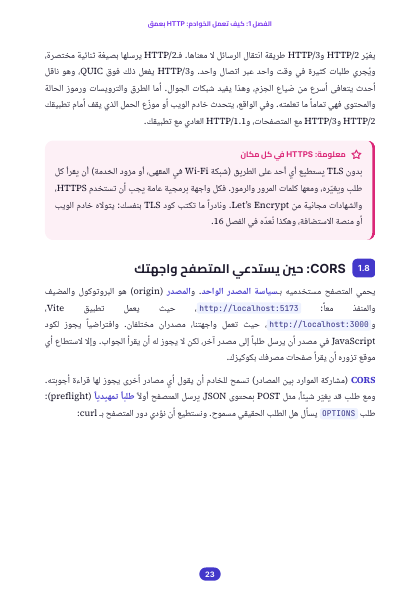 الفصل 1: كيف تعمل الخوادم: HTTP بعمق
يغيّر HTTP/2 وHTTP/3 طريقة انتقال الرسائل لا معناها. فـHTTP/2 يرسلها بصيغة ثنائية مختصرة،
ويُجري طلبات كثيرة في وقت واحد عبر اتصال واحد. وHTTP/3 يفعل ذلك فوق QUIC، وهو ناقل
أحدث يتعافى أسرع من ضياع الحزم، وهذا يفيد شبكات الجوال. أما الطرق والترويسات ورموز الحالة
والمحتوى فهي تماماً ما تعلمته. وفي الواقع، يتحدث خادم الويب أو موزّع الحمل الذي يقف أمام تطبيقك
HTTP/2 وHTTP/3 مع المتصفحات، وHTTP/1.1 العادي مع تطبيقك.
معلومة: HTTPS في كل مكان
بدون TLS يستطيع أي أحد على الطريق (شبكة Wi-Fi في المقهى، أو مزود الخدمة) أن يقرأ كل
طلب ويغيّره، ومعها كلمات المرور والرموز. فكل واجهة برمجية عامة يجب أن تستخدم HTTPS،
والشهادات مجانية من Let's Encrypt. ونادراً ما تكتب كود TLS بنفسك: يتولاه خادم الويب
أو منصة الاستضافة، وهكذا نُعدّه في الفصل 16.
1.8 CORS: حين يستدعي المتصفح واجهتك
يحمي المتصفح مستخدميه بـسياسة المصدر الواحد. والمصدر (origin) هو البروتوكول والمضيف
والمنفذ معاً: http://localhost:5173، حيث يعمل تطبيق Vite،
وhttp://localhost:3000، حيث تعمل واجهتنا، مصدران مختلفان. وافتراضياً يجوز لكود
JavaScript في مصدر أن يرسل طلباً إلى مصدر آخر، لكن لا يجوز له أن يقرأ الجواب. وإلا لاستطاع أي
موقع تزوره أن يقرأ صفحات مصرفك بكوكيزك.
CORS (مشاركة الموارد بين المصادر) تسمح للخادم أن يقول أي مصادر أخرى يجوز لها قراءة أجوبته.
ومع طلب قد يغيّر شيئاً، مثل POST بمحتوى JSON يرسل المتصفح أولاً طلباً تمهيدياً (preflight):
طلب OPTIONS يسأل هل الطلب الحقيقي مسموح. ونستطيع أن نؤدي دور المتصفح بـ curl:
23